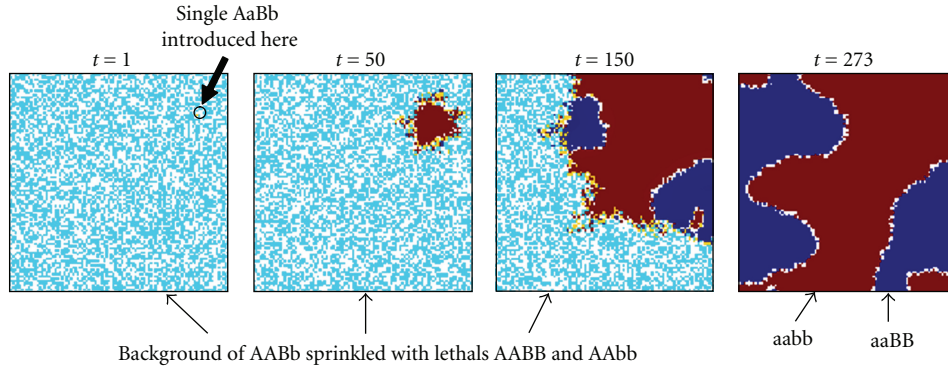 Single AaBb
introduced here
t = 1
t = 50
t = 150
t = 273
aabb
aaBB
Background of AABb sprinkled with lethals AABB and AAbb